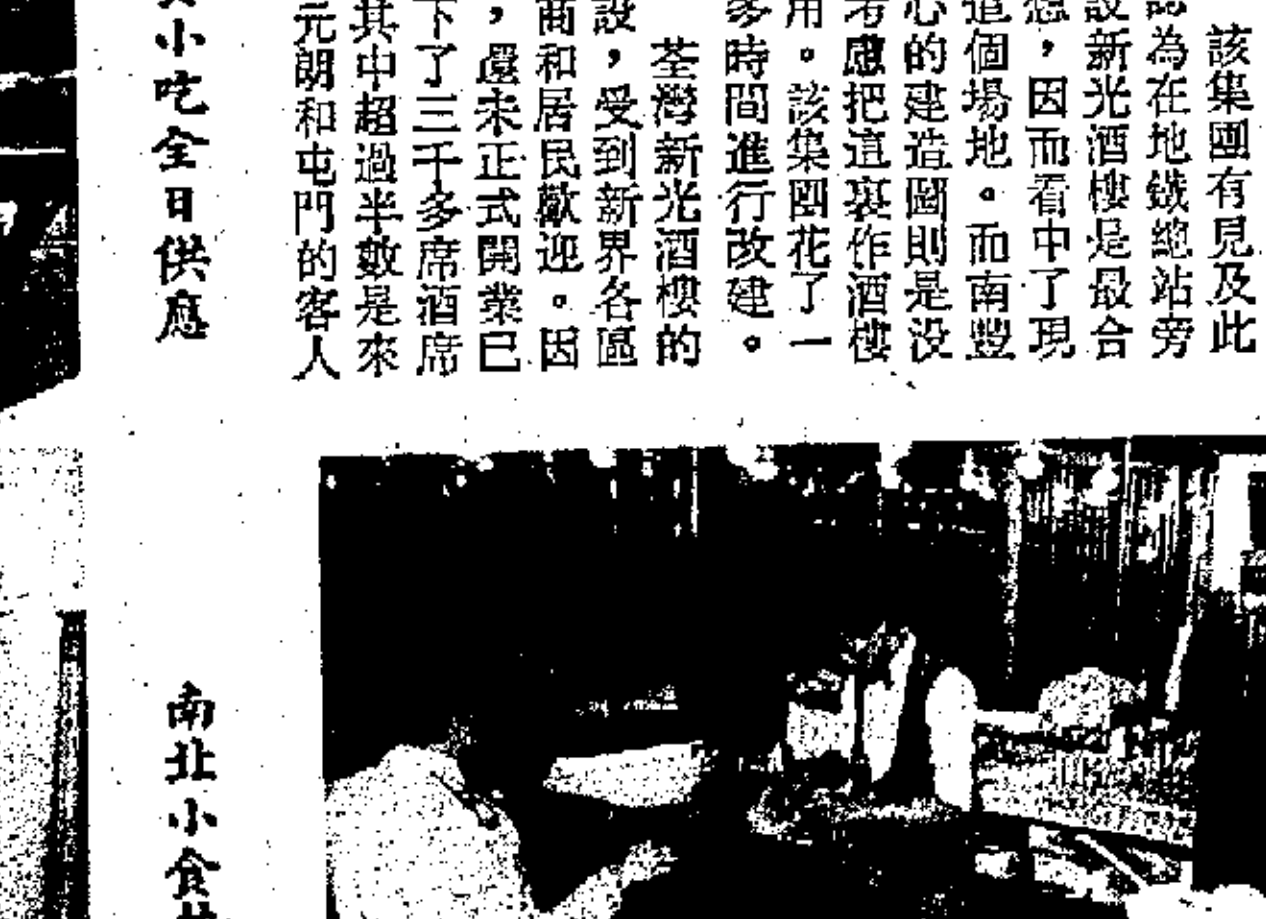 該集團有見及此
為在地鐵總站旁
設新光酒樓是最合
想，因而看中了現
這個場地。而南豐
心的建造圖則是没
考應把這裏作酒樓
用。該集團花了一
多時間進行改建。
荃灣新光酒樓的
設，受到新界各區
商和居民歡迎。因
，還未正式開業已
下了三千多席酒席
其中超過半數是來
元朗和屯門的客人
小吃全日供應
南北小食